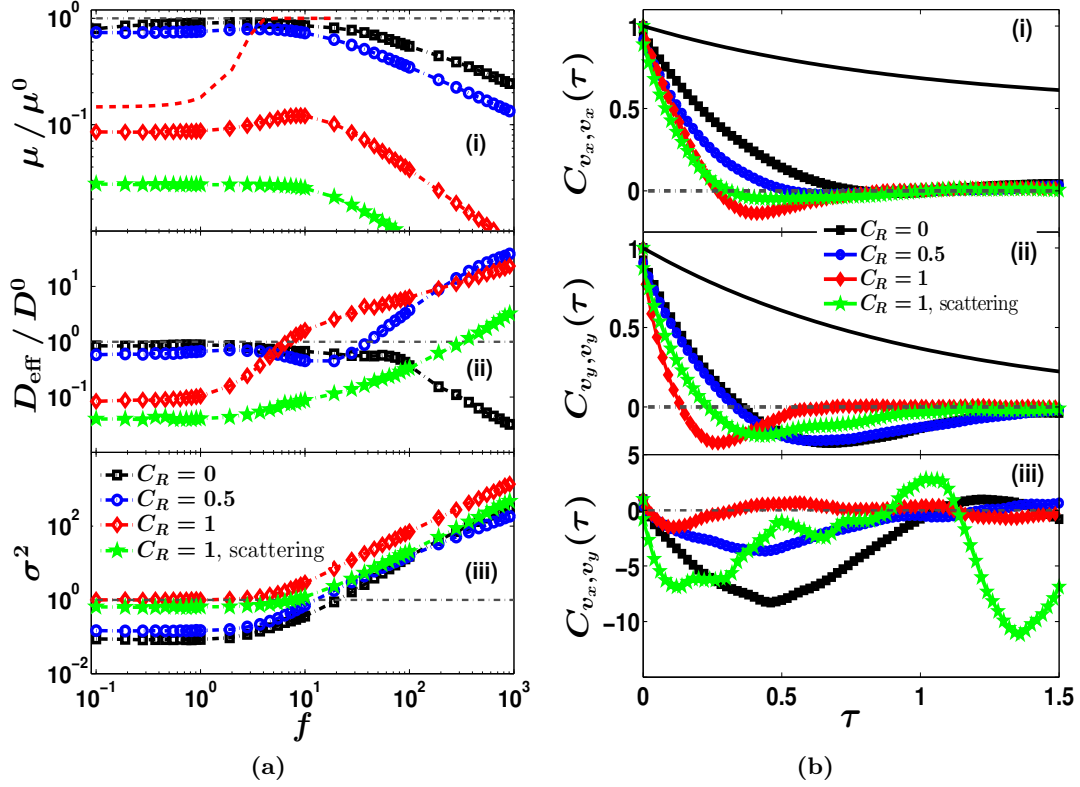 10^0
10^-1
μ / μ^0
(i)
10^1
10^0
10^-1
D_eff / D^0
(ii)
C_R = 0
C_R = 0.5
C_R = 1
C_R = 1, scattering
10^2
10^0
10^-2
σ^2
(iii)
10^-1
10^0
10^1
10^2
10^3
f
(a)
1
0.5
0
C_{v_x, v_x}(τ)
(i)
C_R = 0
C_R = 0.5
C_R = 1
C_R = 1, scattering
1
0.5
0
C_{v_y, v_y}(τ)
(ii)
5
0
−5
−10
C_{v_x, v_y}(τ)
(iii)
0
0.5
1
1.5
τ
(b)